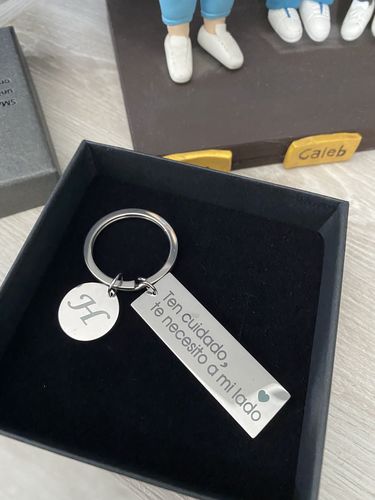 Caleb
H
Ten cuidado,
te necesito a mi lado